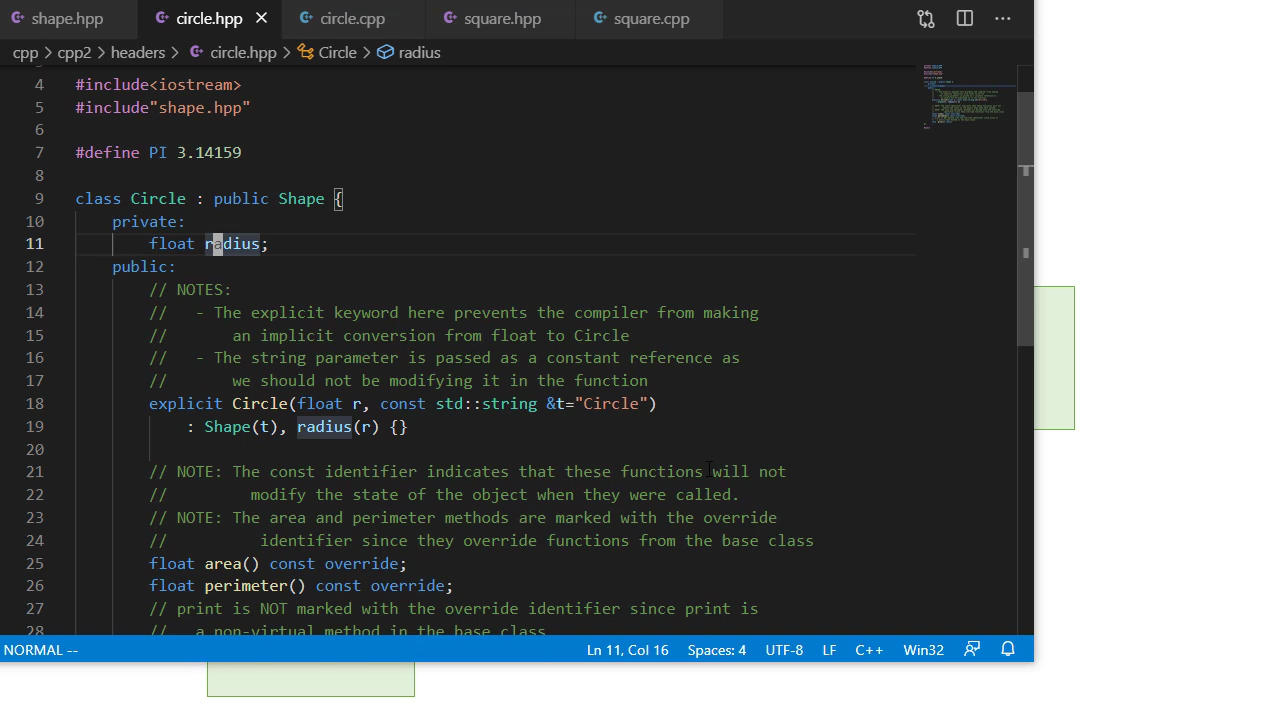 shape.hpp circle.hpp circle.cpp square.hpp square.cpp
cpp > cpp2 > headers > circle.hpp > Circle > radius
4 #include<iostream>
5 #include"shape.hpp"
6
7 #define PI 3.14159
8
9 class Circle : public Shape {
10 private:
11 float radius;
12 public:
13 // NOTES:
14 // - The explicit keyword here prevents the compiler from making
15 // an implicit conversion from float to Circle
16 // - The string parameter is passed as a constant reference as
17 // we should not be modifying it in the function
18 explicit Circle(float r, const std::string &t="Circle")
19 : Shape(t), radius(r) {}
20
21 // NOTE: The const identifier indicates that these functions will not
22 // modify the state of the object when they were called.
23 // NOTE: The area and perimeter methods are marked with the override
24 // identifier since they override functions from the base class
25 float area() const override;
26 float perimeter() const override;
27 // print is NOT marked with the override identifier since print is
28 // a non-virtual method in the base class
NORMAL -- Ln 11, Col 16 Spaces: 4 UTF-8 LF C++ Win32